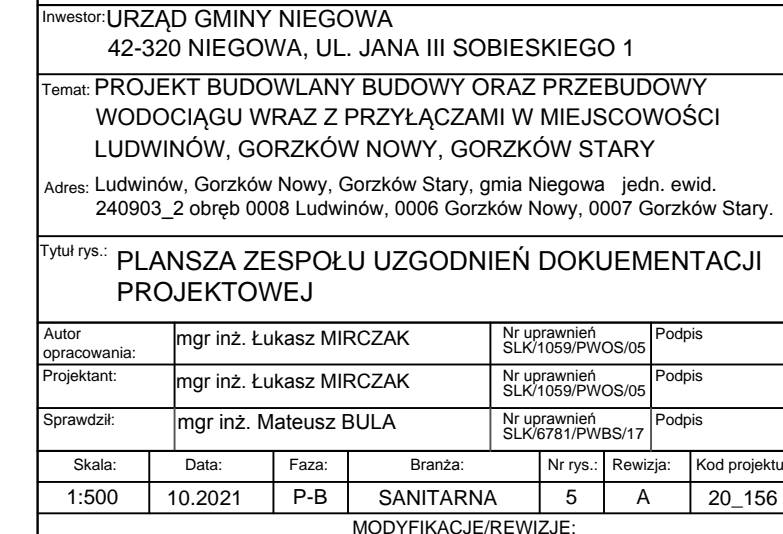 Inwestor: URZĄD GMINY NIEGOWA
42-320 NIEGOWA, UL. JANA III SOBIESKIEGO 1
Temat: PROJEKT BUDOWLANY BUDOWY ORAZ PRZEBUDOWY
WODOCIĄGU WRAZ Z PRZYŁĄCZAMI W MIEJSCOWOŚCI
LUDWINÓW, GORZKÓW NOWY, GORZKÓW STARY
Adres: Ludwinów, Gorzków Nowy, Gorzków Stary, gmia Niegowa jedn. ewid.
240903_2 obręb 0008 Ludwinów, 0006 Gorzków Nowy, 0007 Gorzków Stary.
Tytuł rys.: PLANSZA ZESPOŁU UZGODNIEŃ DOKUEMENTACJI
PROJEKTOWEJ
Autor opracowania: mgr inż. Łukasz MIRCZAK Nr uprawnień SLK/1059/PWOS/05 Podpis
Projektant: mgr inż. Łukasz MIRCZAK Nr uprawnień SLK/1059/PWOS/05 Podpis
Sprawdził: mgr inż. Mateusz BULA Nr uprawnień SLK/6781/PWBS/17 Podpis
Skala: Data: Faza: Branża: Nr rys.: Rewizja: Kod projektu
1:500 10.2021 P-B SANITARNA 5 A 20_156
MODYFIKACJE/REWIZJE: